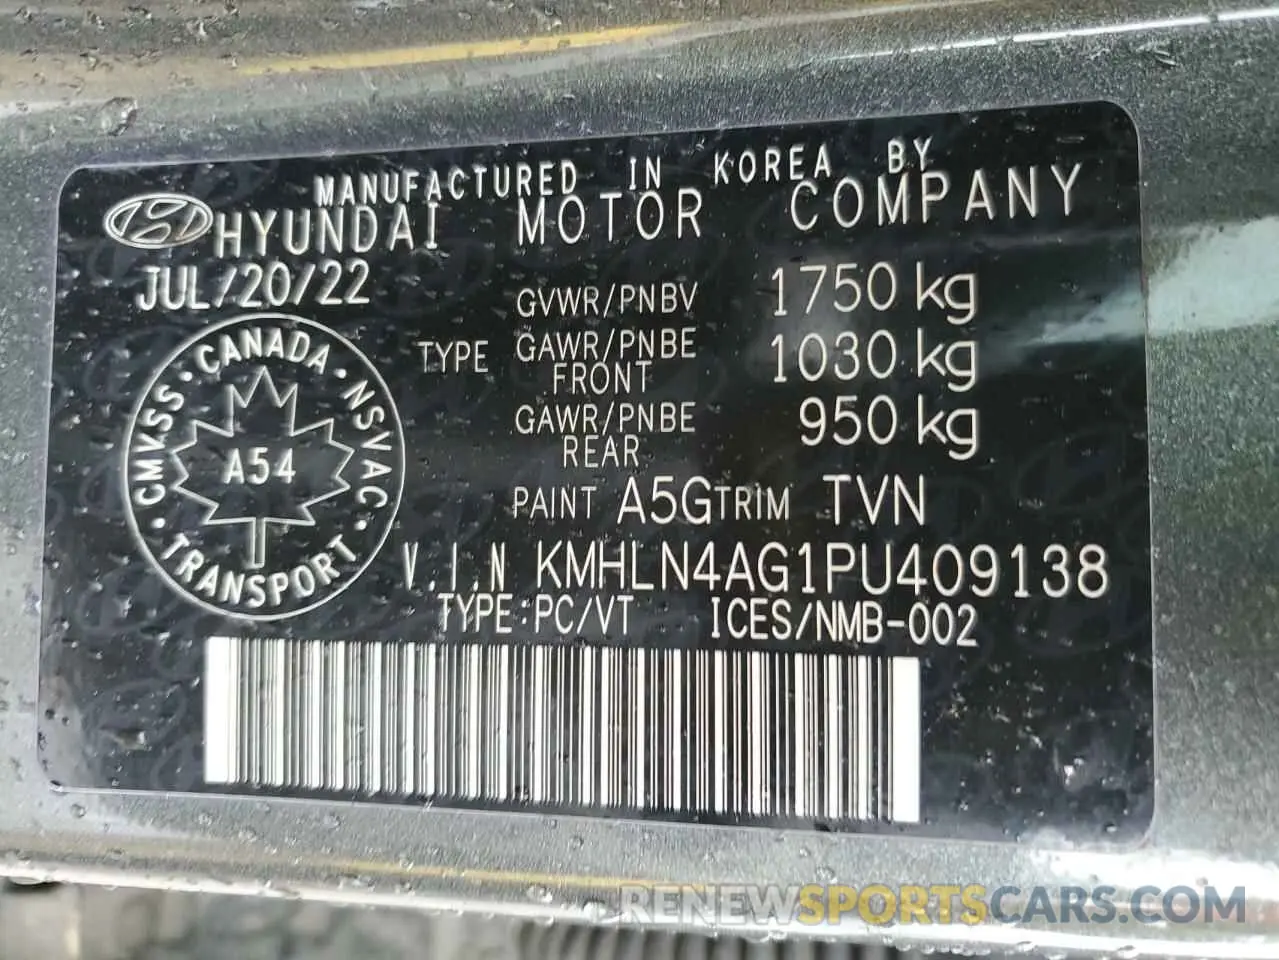 MANUFACTURED IN KOREA BY
HYUNDAI MOTOR COMPANY
JUL/20/22
GVWR/PNBV 1750 kg
TYPE GAWR/PNBE FRONT 1030 kg
GAWR/PNBE REAR 950 kg
PAINT A5G TRIM TVN
V.I.N KMHLN4AG1PU409138
TYPE:PC/VT ICES/NMB-002
CANADA · NSVAC · TRANSPORT · CMVSS ·
A54
RENEWSPORTSCARS.COM